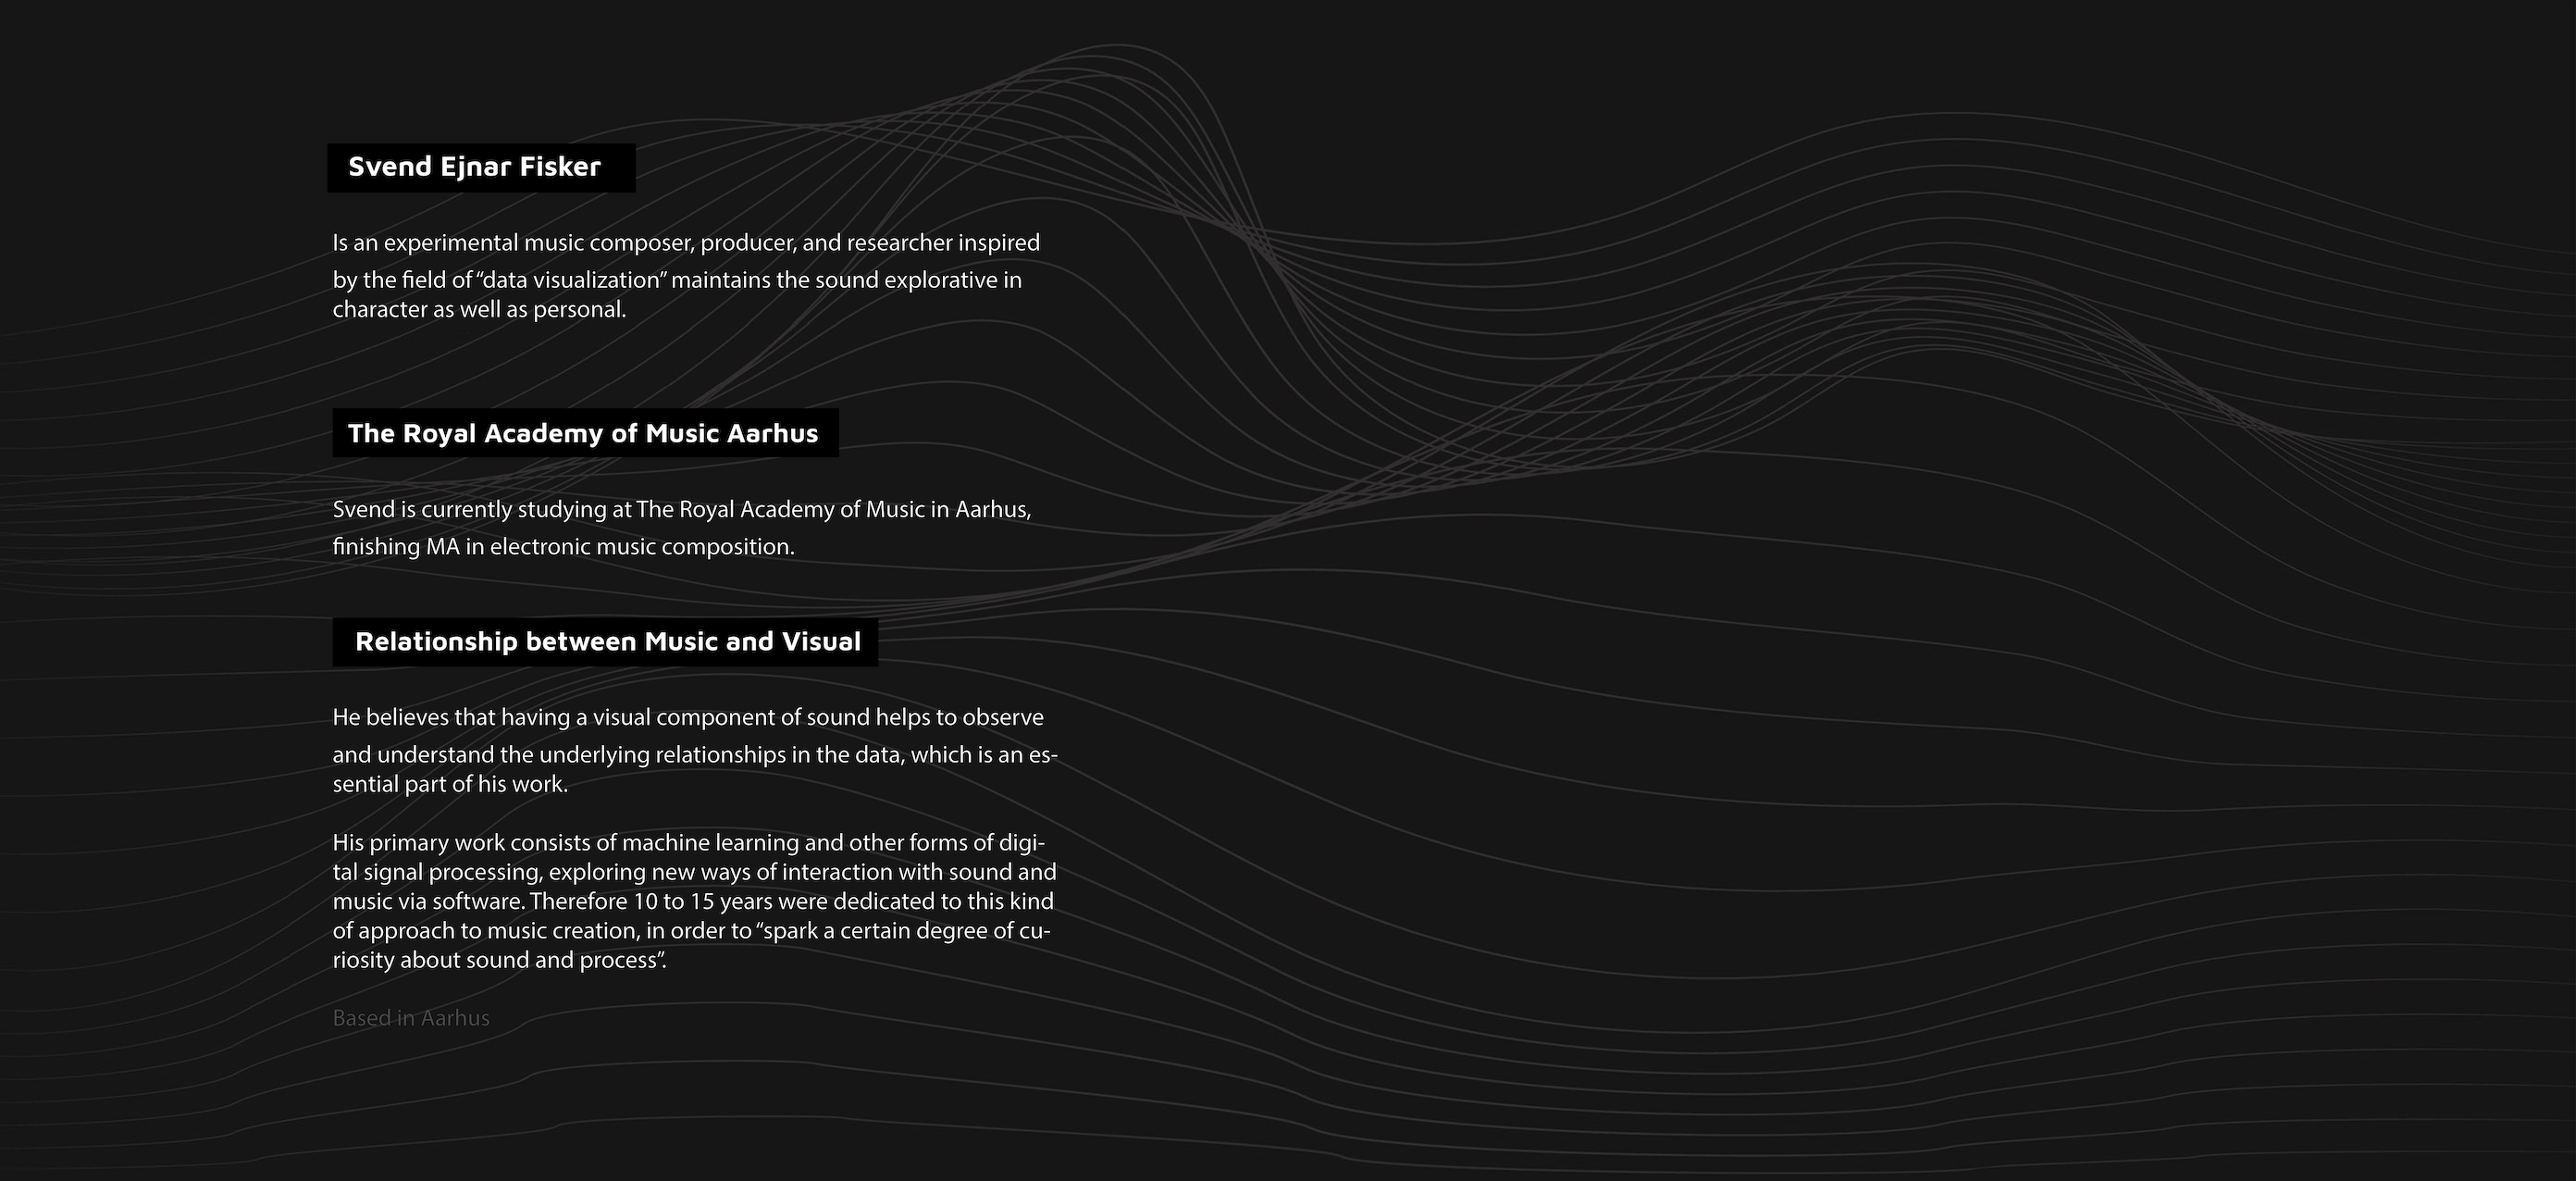 Svend Ejnar Fisker
Is an experimental music composer, producer, and researcher inspired
by the field of “data visualization” maintains the sound explorative in
character as well as personal.
The Royal Academy of Music Aarhus
Svend is currently studying at The Royal Academy of Music in Aarhus,
finishing MA in electronic music composition.
Relationship between Music and Visual
He believes that having a visual component of sound helps to observe
and understand the underlying relationships in the data, which is an es-
sential part of his work.
His primary work consists of machine learning and other forms of digi-
tal signal processing, exploring new ways of interaction with sound and
music via software. Therefore 10 to 15 years were dedicated to this kind
of approach to music creation, in order to “spark a certain degree of cu-
riosity about sound and process”.
Based in Aarhus